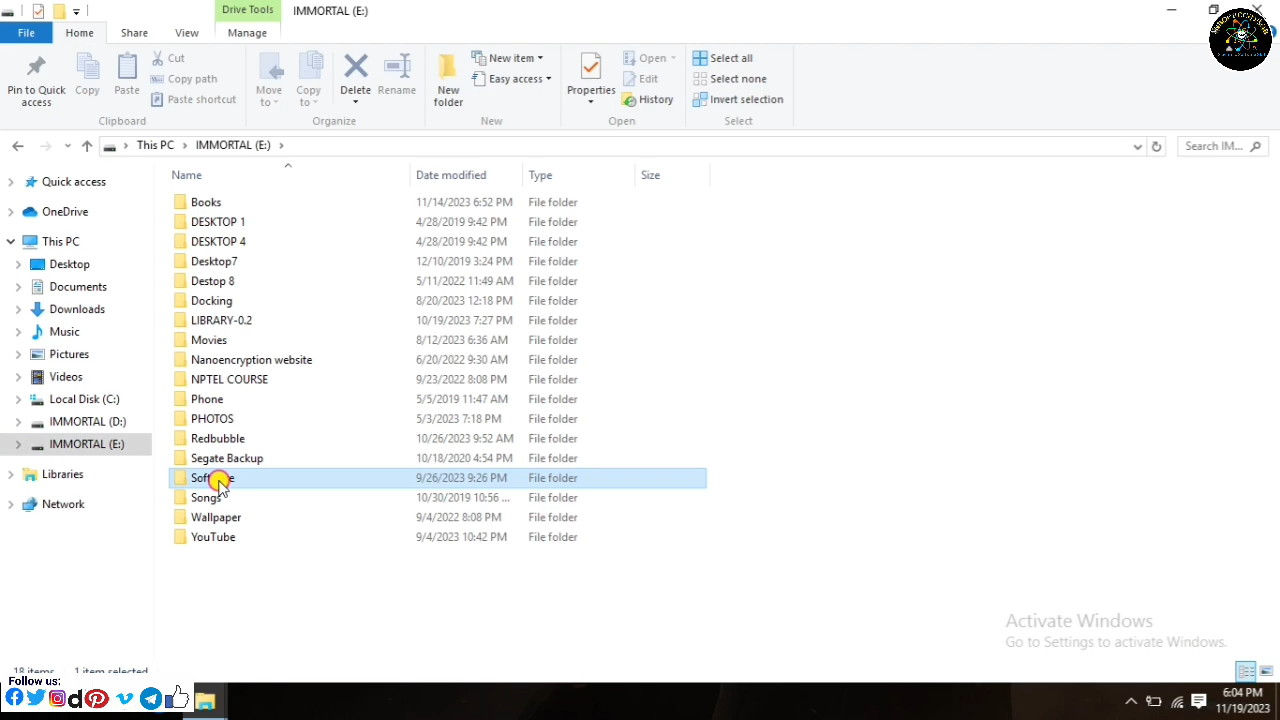 Drive Tools
IMMORTAL (E:)
File
Home
Share
View
Manage
Pin to Quick
access
Copy
Paste
Cut
Copy path
Paste shortcut
Clipboard
Move
to
Copy
to
Delete
Rename
Organize
New
folder
New item
Easy access
New
Properties
Open
Edit
History
Open
Select all
Select none
Invert selection
Select
This PC
IMMORTAL (E:)
Search IM...
Name
Date modified
Type
Size
Books 11/14/2023 6:52 PM File folder
DESKTOP 1 4/28/2019 9:42 PM File folder
DESKTOP 4 4/28/2019 9:42 PM File folder
Desktop7 12/10/2019 3:24 PM File folder
Destop 8 5/11/2022 11:49 AM File folder
Docking 8/20/2023 12:18 PM File folder
LIBRARY-0.2 10/19/2023 7:27 PM File folder
Movies 8/12/2023 6:36 AM File folder
Nanoencryption website 6/20/2022 9:30 AM File folder
NPTEL COURSE 9/23/2022 8:08 PM File folder
Phone 5/5/2019 11:47 AM File folder
PHOTOS 5/3/2023 7:18 PM File folder
Redbubble 10/26/2023 9:52 AM File folder
Segate Backup 10/18/2020 4:54 PM File folder
9/26/2023 9:26 PM File folder
Songs 10/30/2019 10:56 ... File folder
Wallpaper 9/4/2022 8:08 PM File folder
YouTube 9/4/2023 10:42 PM File folder
Quick access
OneDrive
This PC
Desktop
Documents
Downloads
Music
Pictures
Videos
Local Disk (C:)
IMMORTAL (D:)
IMMORTAL (E:)
Libraries
Network
Activate Windows
Go to Settings to activate Windows.
18 items
1 item selected
Follow us:
6:04 PM
11/19/2023